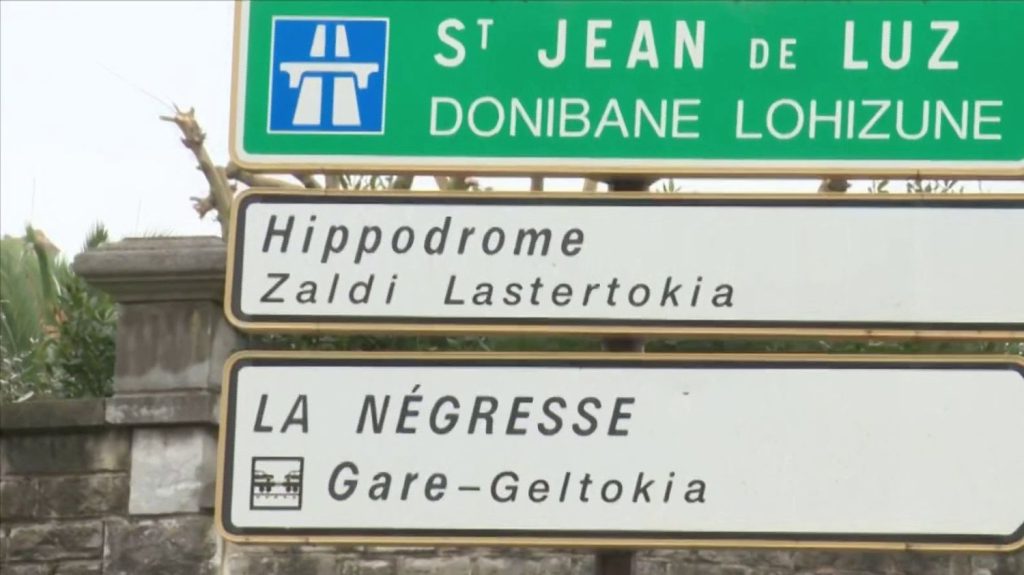 Sᵀ JEAN DE LUZ
DONIBANE LOHIZUNE
Hippodrome
Zaldi Lastertokia
LA NÉGRESSE
Gare-Geltokia